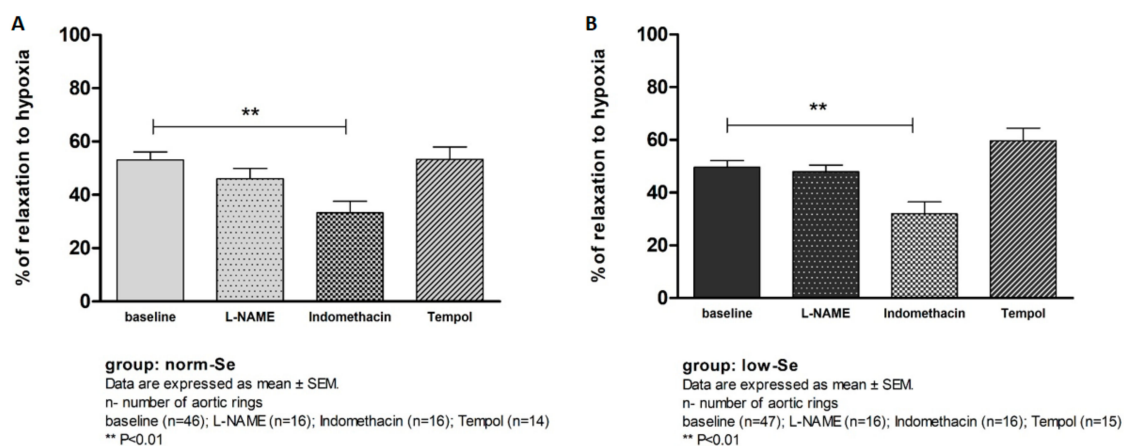 A
% of relaxation to hypoxia
100
80
60
40
20
0
**
baseline L-NAME Indomethacin Tempol
group: norm-Se
Data are expressed as mean ± SEM.
n- number of aortic rings
baseline (n=46); L-NAME (n=16); Indomethacin (n=16); Tempol (n=14)
** P<0.01
B
% of relaxation to hypoxia
100
80
60
40
20
0
**
baseline L-NAME Indomethacin Tempol
group: low-Se
Data are expressed as mean ± SEM.
n- number of aortic rings
baseline (n=47); L-NAME (n=16); Indomethacin (n=16); Tempol (n=15)
** P<0.01